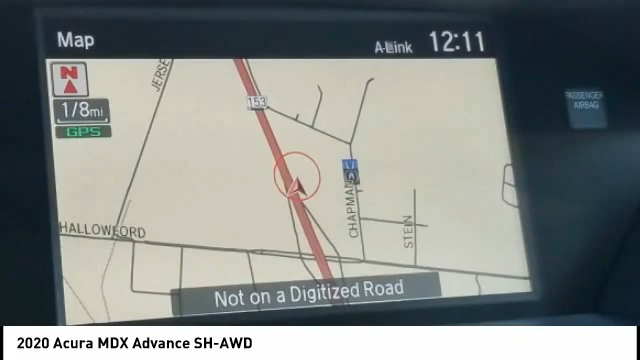 Map
A-Link 12:11
N
JERSE
PASSENGER
AIRBAG
1/8mi
153
GPS
CHAPMAN
HALLOWFORD
STEIN
Not on a Digitized Road
2020 Acura MDX Advance SH-AWD